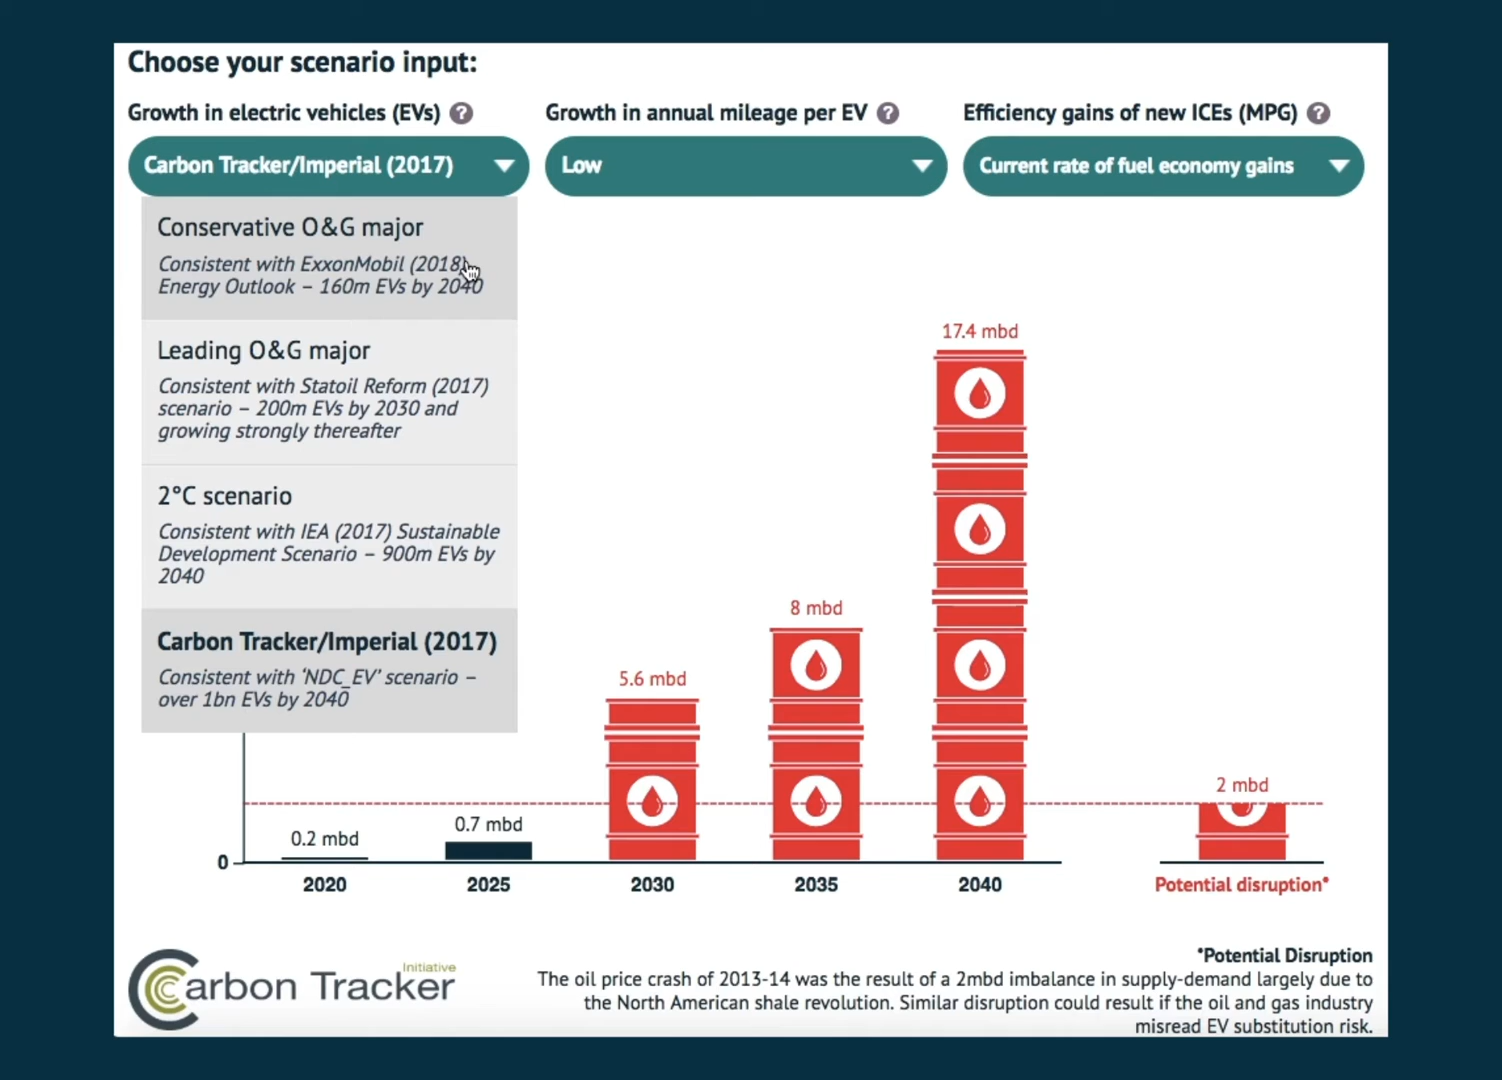 Choose your scenario input:
Growth in electric vehicles (EVs) ?
Growth in annual mileage per EV ?
Efficiency gains of new ICEs (MPG) ?
Carbon Tracker/Imperial (2017)
Low
Current rate of fuel economy gains
Conservative O&G major
Consistent with ExxonMobil (2018)
Energy Outlook – 160m EVs by 2040
Leading O&G major
Consistent with Statoil Reform (2017)
scenario – 200m EVs by 2030 and
growing strongly thereafter
2°C scenario
Consistent with IEA (2017) Sustainable
Development Scenario – 900m EVs by
2040
Carbon Tracker/Imperial (2017)
Consistent with ‘NDC_EV’ scenario –
over 1bn EVs by 2040
17.4 mbd
8 mbd
5.6 mbd
2 mbd
0.7 mbd
0.2 mbd
0
2020
2025
2030
2035
2040
Potential disruption*
Carbon Tracker
Initiative
*Potential Disruption
The oil price crash of 2013-14 was the result of a 2mbd imbalance in supply-demand largely due to
the North American shale revolution. Similar disruption could result if the oil and gas industry
misread EV substitution risk.